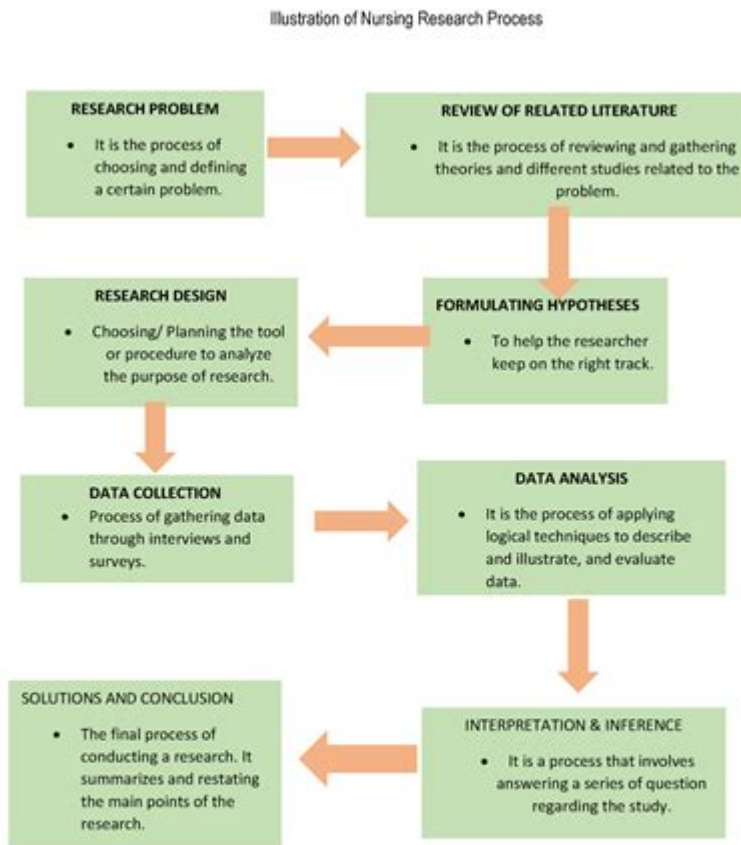 Illustration of Nursing Research Process
RESEARCH PROBLEM
• It is the process of
choosing and defining
a certain problem.
REVIEW OF RELATED LITERATURE
• It is the process of reviewing and gathering
theories and different studies related to the
problem.
FORMULATING HYPOTHESES
• To help the researcher
keep on the right track.
RESEARCH DESIGN
• Choosing/ Planning the tool
or procedure to analyze
the purpose of research.
DATA COLLECTION
• Process of gathering data
through interviews and
surveys.
DATA ANALYSIS
• It is the process of applying
logical techniques to describe
and illustrate, and evaluate
data.
INTERPRETATION & INFERENCE
• It is a process that involves
answering a series of question
regarding the study.
SOLUTIONS AND CONCLUSION
• The final process of
conducting a research. It
summarizes and restating
the main points of the
research.